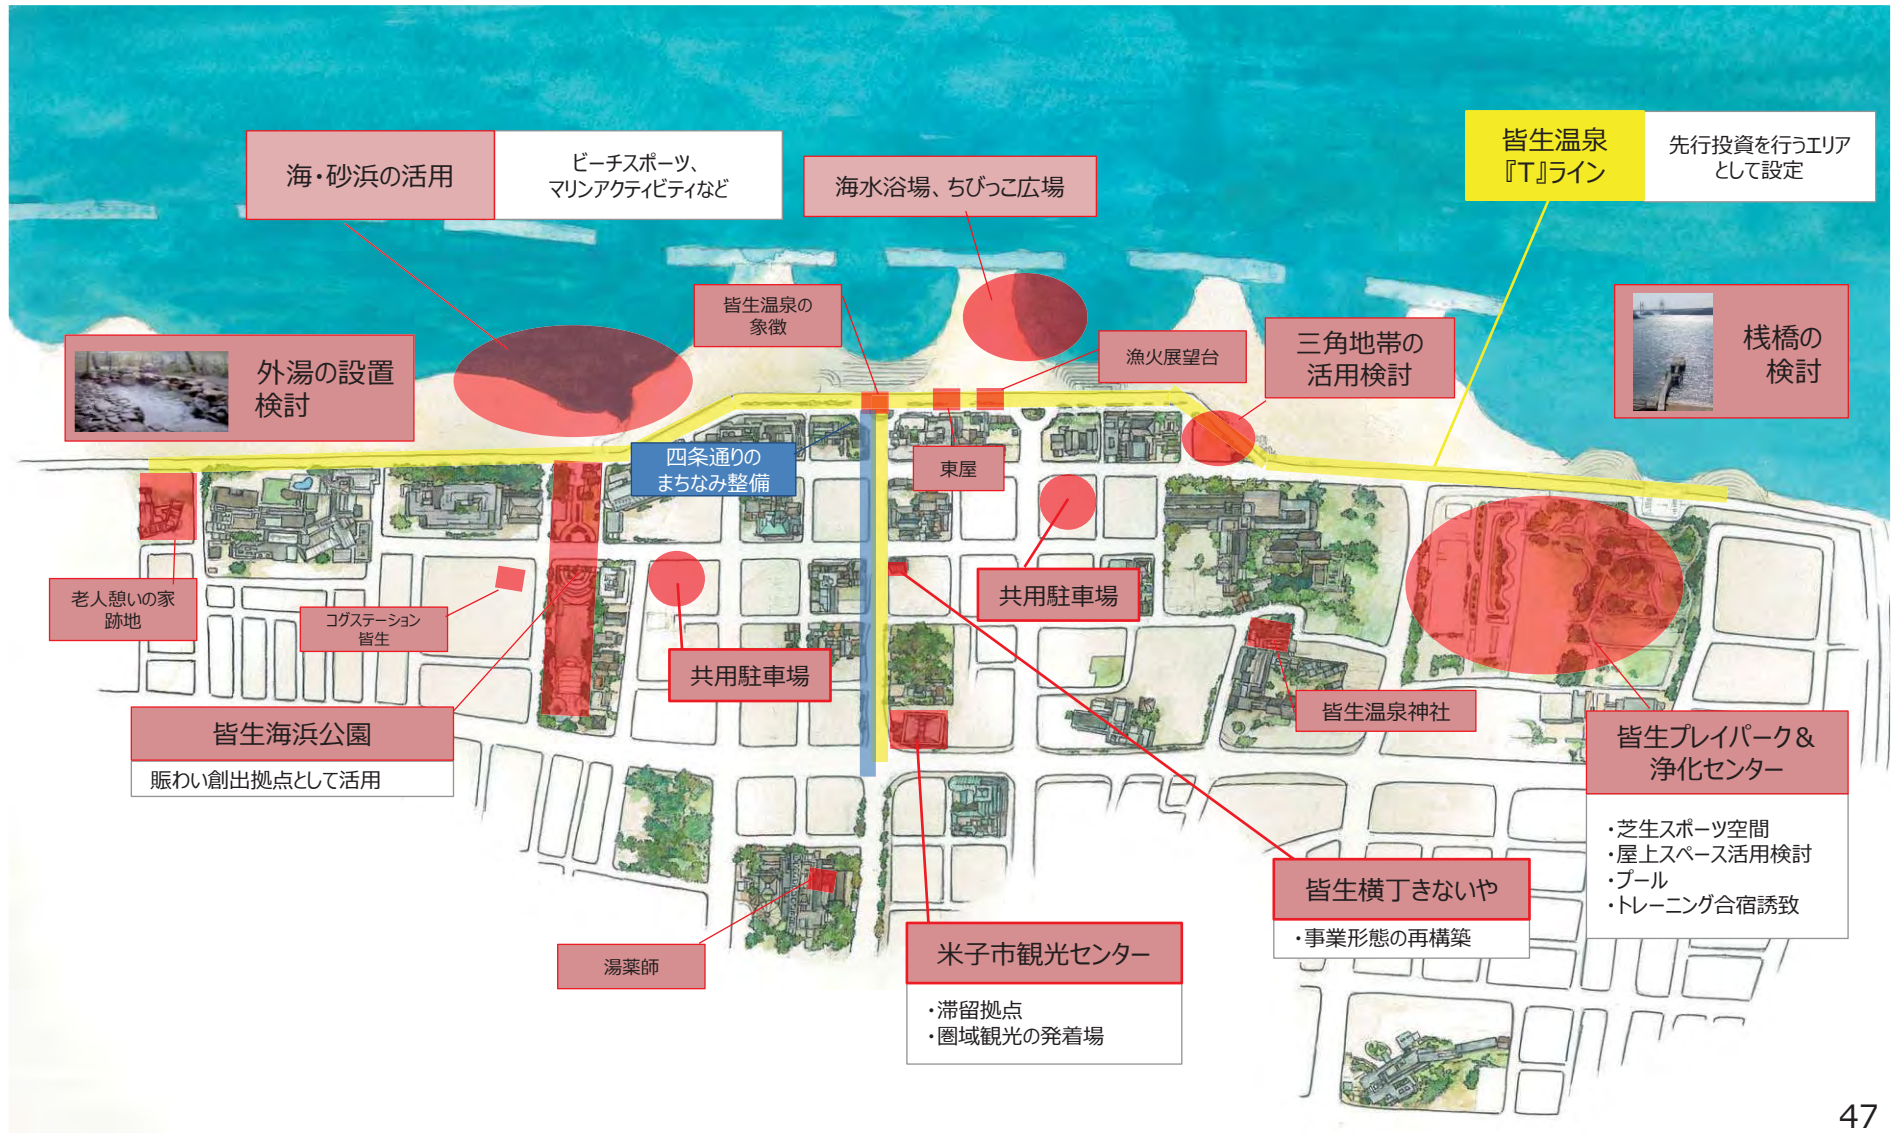 海・砂浜の活用
ビーチスポーツ、
マリンアクティビティなど
海水浴場、ちびっこ広場
皆生温泉
『T』ライン
先行投資を行うエリア
として設定
皆生温泉の
象徴
漁火展望台
三角地帯の
活用検討
桟橋の
検討
外湯の設置
検討
四条通りの
まちなみ整備
東屋
老人憩いの家
跡地
コグステーション
皆生
共用駐車場
共用駐車場
皆生温泉神社
皆生海浜公園
賑わい創出拠点として活用
皆生プレイパーク&
浄化センター
・芝生スポーツ空間
・屋上スペース活用検討
・プール
・トレーニング合宿誘致
皆生横丁きないや
・事業形態の再構築
湯薬師
米子市観光センター
・滞留拠点
・圏域観光の発着場
47